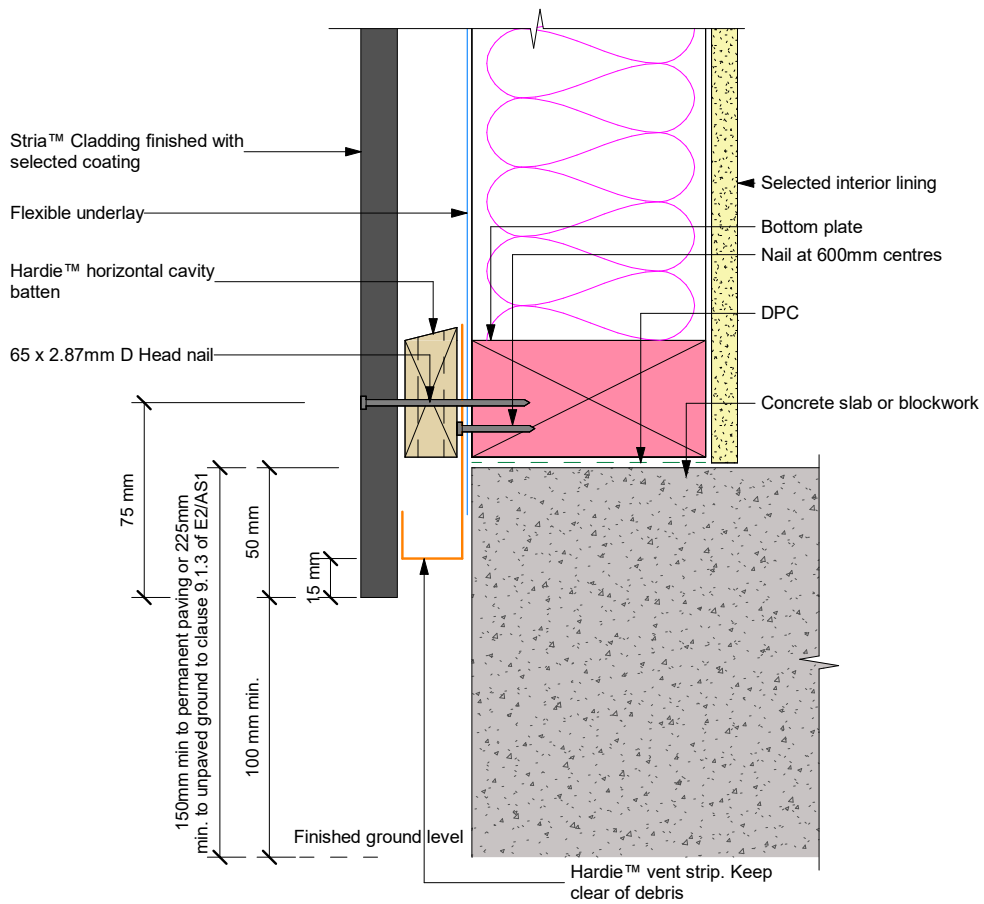 Stria™ Cladding finished with
selected coating
Flexible underlay
Hardie™ horizontal cavity
batten
65 x 2.87mm D Head nail
Selected interior lining
Bottom plate
Nail at 600mm centres
DPC
Concrete slab or blockwork
75 mm
150mm min to permanent paving or 225mm
min. to unpaved ground to clause 9.1.3 of E2/AS1
50 mm
15 mm
100 mm min.
Finished ground level
Hardie™ vent strip. Keep
clear of debris